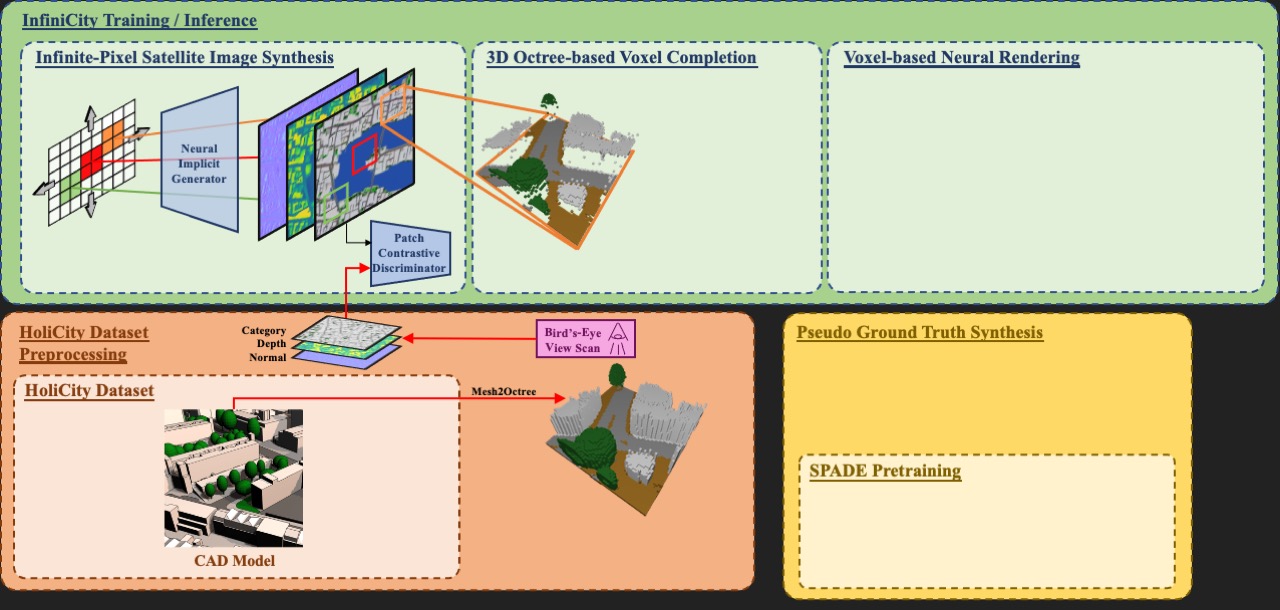 InfiniCity Training / Inference
Infinite-Pixel Satellite Image Synthesis
3D Octree-based Voxel Completion
Voxel-based Neural Rendering
Neural
Implicit
Generator
Patch
Contrastive
Discriminator
HoliCity Dataset
Preprocessing
Category
Depth
Normal
Bird's-Eye
View Scan
HoliCity Dataset
Mesh2Octree
CAD Model
Pseudo Ground Truth Synthesis
SPADE Pretraining